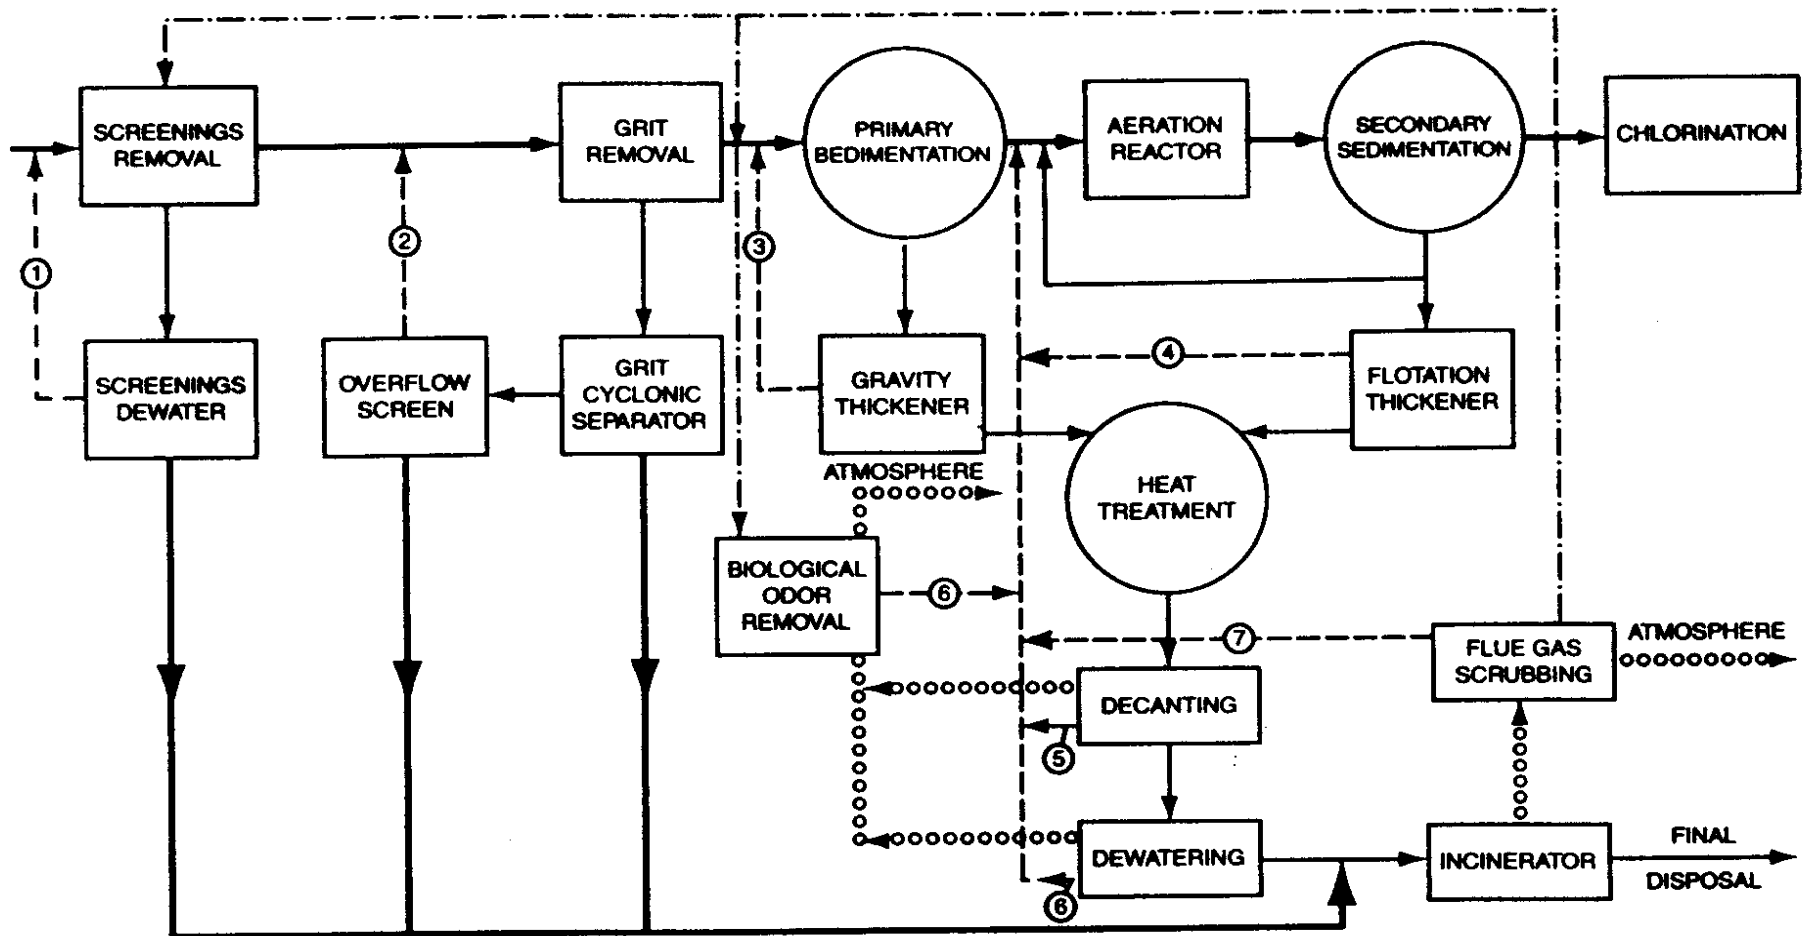 SCREENINGS
REMOVAL
GRIT
REMOVAL
PRIMARY
BEDIMENTATION
AERATION
REACTOR
SECONDARY
SEDIMENTATION
CHLORINATION
1
2
3
4
SCREENINGS
DEWATER
OVERFLOW
SCREEN
GRIT
CYCLONIC
SEPARATOR
GRAVITY
THICKENER
FLOTATION
THICKENER
ATMOSPHERE
HEAT
TREATMENT
BIOLOGICAL
ODOR
REMOVAL
6
7
FLUE GAS
SCRUBBING
ATMOSPHERE
DECANTING
5
DEWATERING
6
INCINERATOR
FINAL
DISPOSAL